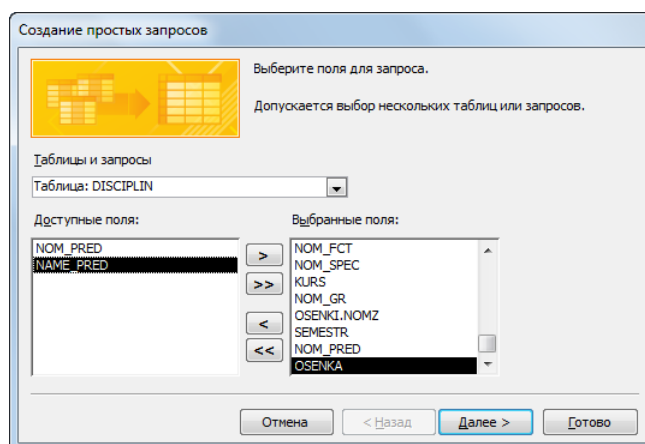 Создание простых запросов
Выберите поля для запроса.
Допускается выбор нескольких таблиц или запросов.
Таблицы и запросы
Таблица: DISCIPLIN
Доступные поля:
Выбранные поля:
NOM_PRED
NAME_PRED
>
>>
<
<<
NOM_FCT
NOM_SPEC
KURS
NOM_GR
OSENKI.NOMZ
SEMESTR
NOM_PRED
OSENKA
Отмена
< Назад
Далее >
Готово